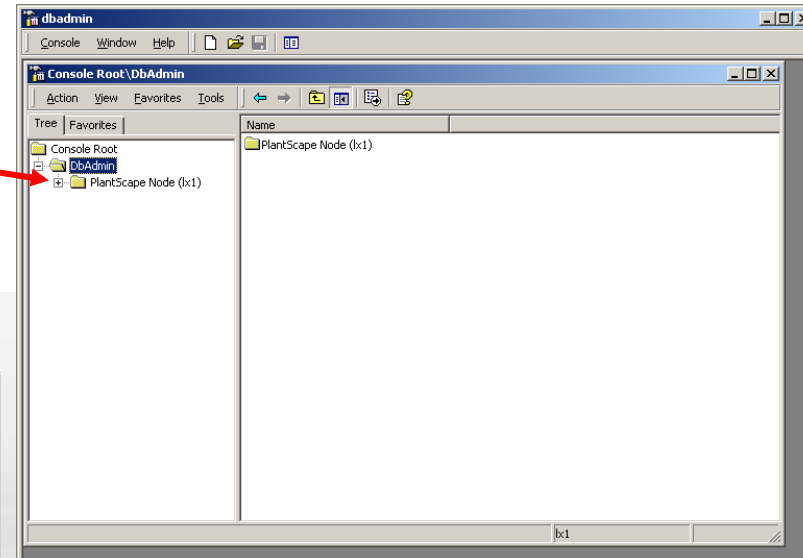 dbadmin
Console Window Help
Console Root\DbAdmin
Action View Favorites Tools
Tree Favorites
Name
Console Root
DbAdmin
PlantScape Node (lx1)
PlantScape Node (lx1)
lx1